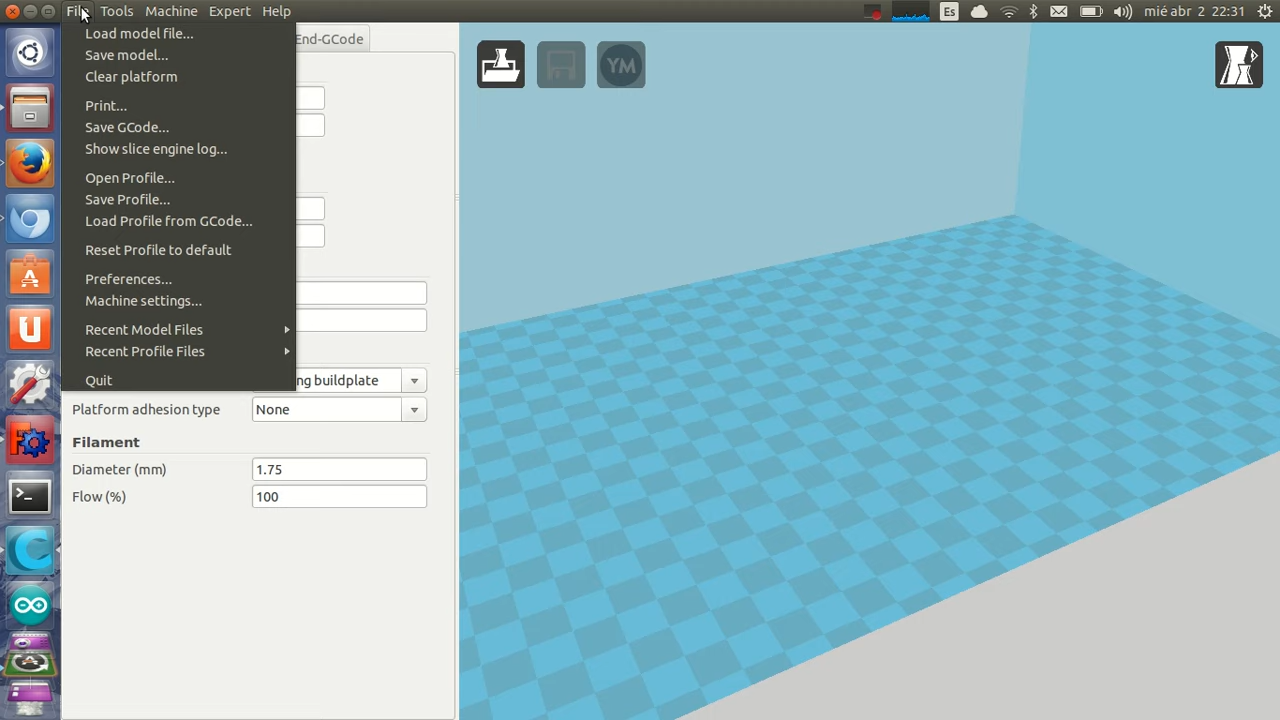 File Tools Machine Expert Help
Es
mié abr 2 22:31
Load model file...
Save model...
Clear platform
Print...
Save GCode...
Show slice engine log...
Open Profile...
Save Profile...
Load Profile from GCode...
Reset Profile to default
Preferences...
Machine settings...
Recent Model Files
Recent Profile Files
Quit
End-GCode
YM
ng buildplate
Platform adhesion type None
Filament
Diameter (mm) 1.75
Flow (%) 100